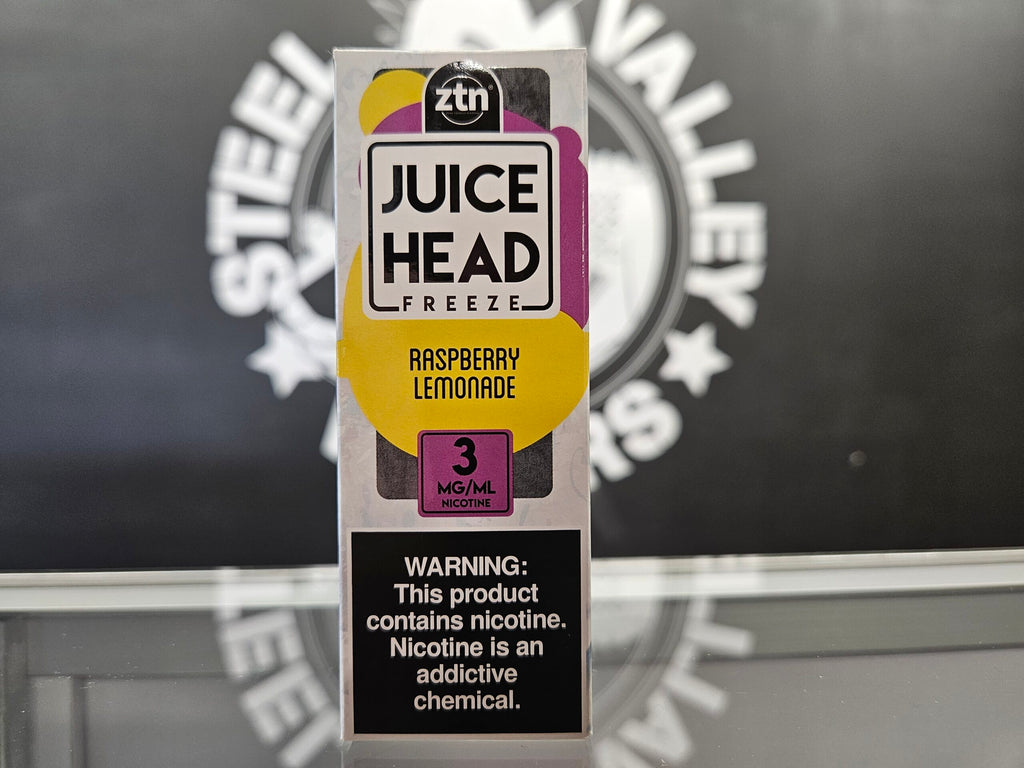 STEEL VALLEY
ztn
JUICE
HEAD
FREEZE
RASPBERRY
LEMONADE
3
MG/ML
NICOTINE
WARNING:
This product
contains nicotine.
Nicotine is an
addictive
chemical.